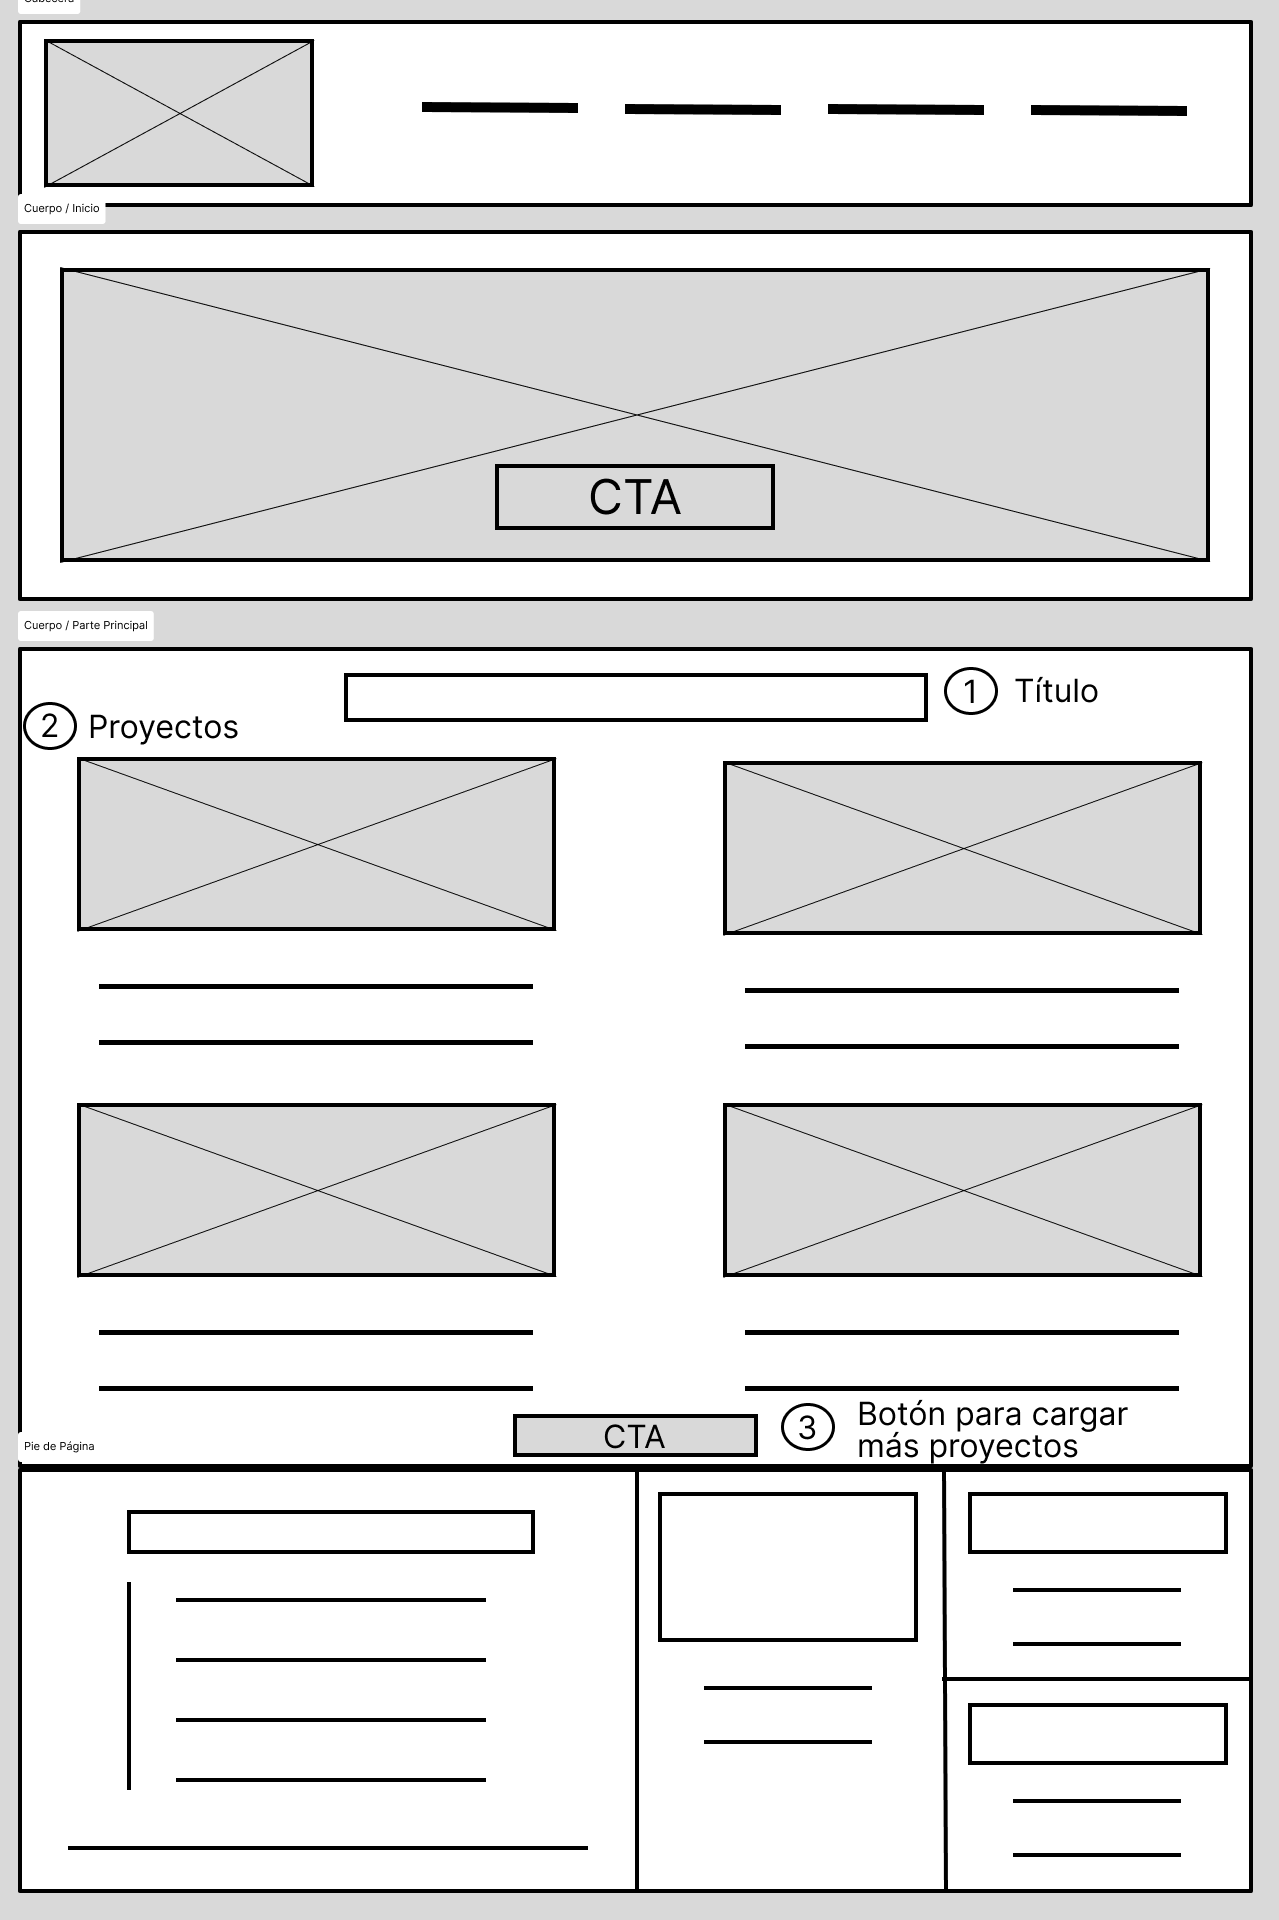 Cabecera
Cuerpo / Inicio
CTA
Cuerpo / Parte Principal
1 Título
2 Proyectos
CTA
3 Botón para cargar
más proyectos
Pie de Página